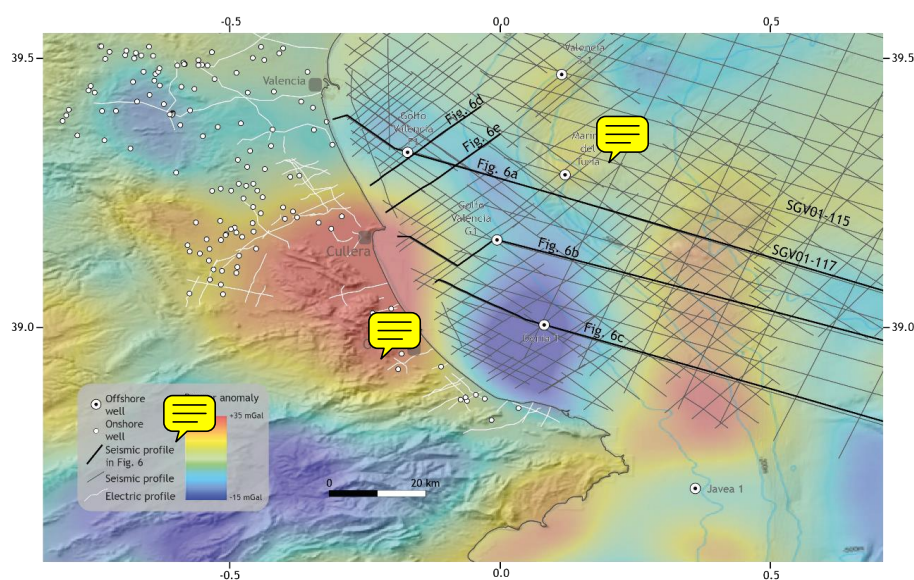 -0.5
0.0
0.5
39.5
39.5
Valencia
Valencia
Golfo
Valencia
Fig. 6d
Fig. 6e
Fig. 6a
Marin
del
Turia
SGV01-115
SGV01-117
Golfo
Valencia
G1
Cullera
Fig. 6b
39.0
39.0
Fig. 6c
Offshore
well
Onshore
well
Seismic profile
in Fig. 6
Seismic profile
Electric profile
anomaly
+35 mGal
-15 mGal
0
20 km
Javea 1
-0.5
0.0
0.5